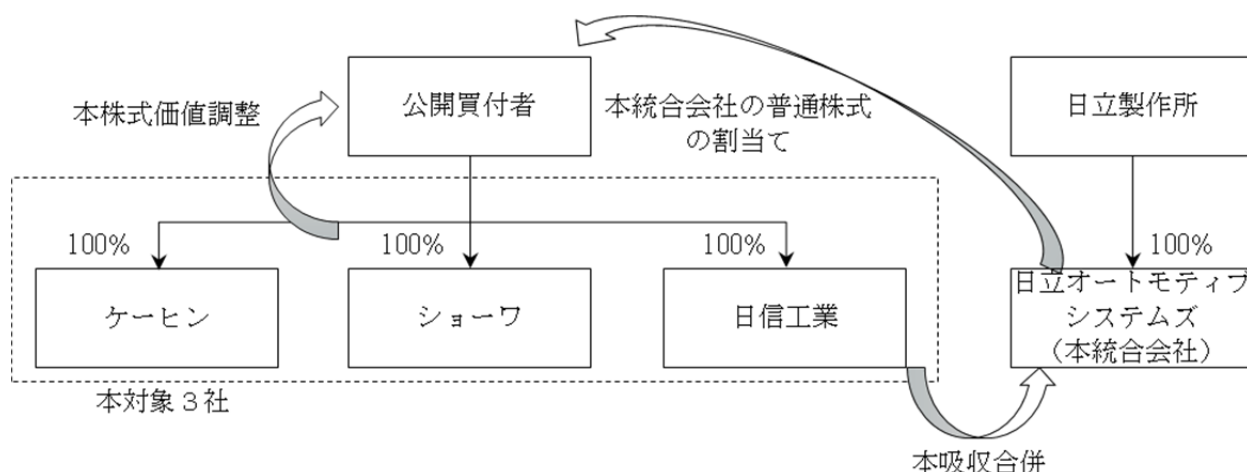 公開買付者
日立製作所
本株式価値調整
本統合会社の普通株式
の割当て
100%
100%
100%
100%
ケーヒン
ショーワ
日信工業
日立オートモティブ
システムズ
（本統合会社）
本対象３社
本吸収合併